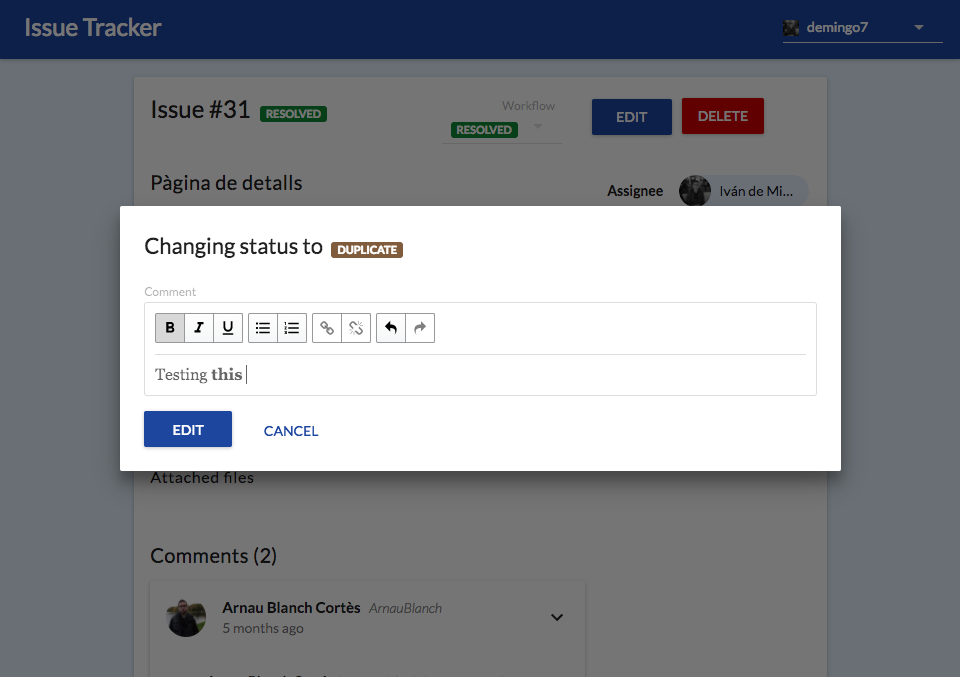 Issue Tracker
demingo7
Issue #31 RESOLVED
Workflow
RESOLVED
EDIT
DELETE
Pàgina de detalls
Assignee
Iván de Mi...
Changing status to DUPLICATE
Comment
B I U
Testing this
EDIT
CANCEL
Attached files
Comments (2)
Arnau Blanch Cortès ArnauBlanch
5 months ago